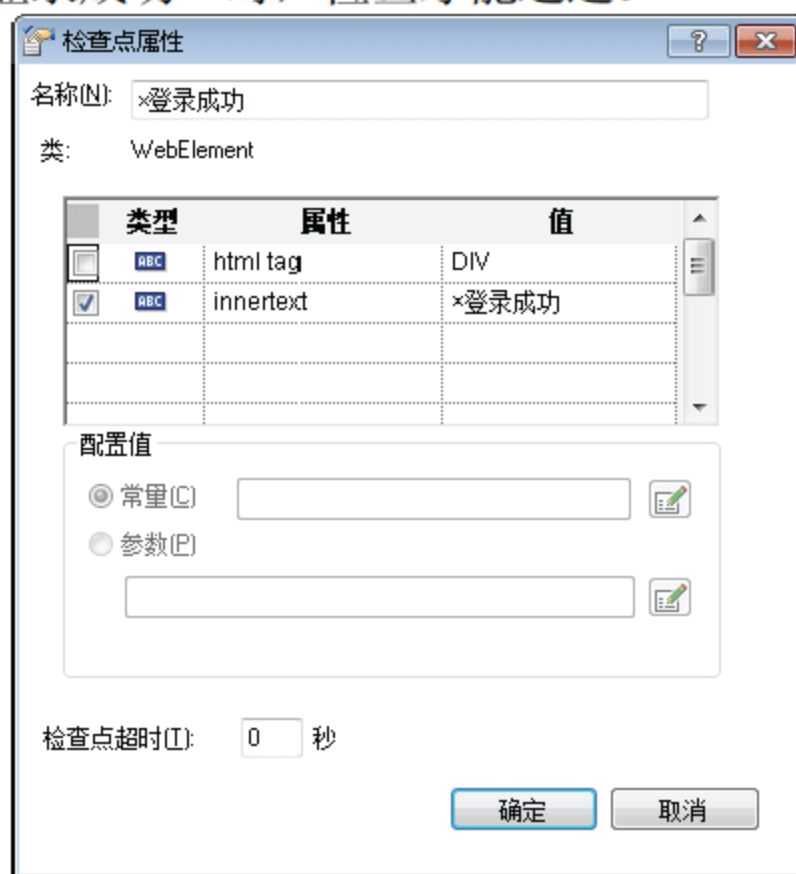 检查点属性
名称(N): ×登录成功
类: WebElement
类型 属性 值
ABC html tag DIV
ABC innertext ×登录成功
配置值
常量(C)
参数(P)
检查点超时(T): 0 秒
确定 取消